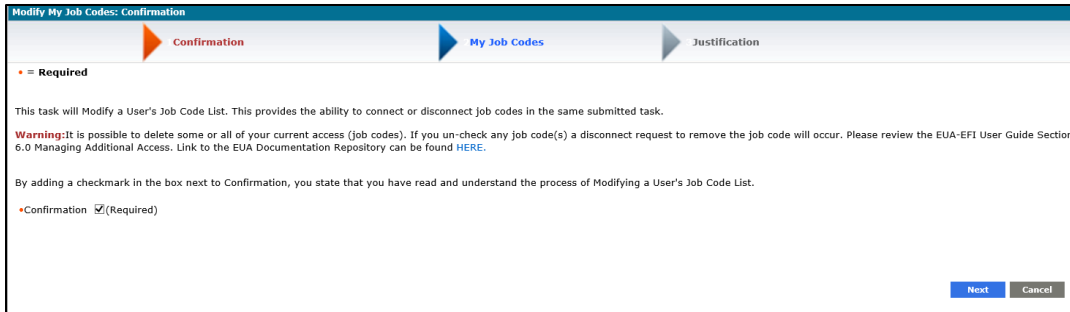 Modify My Job Codes: Confirmation
Confirmation My Job Codes Justification
• = Required
This task will Modify a User's Job Code List. This provides the ability to connect or disconnect job codes in the same submitted task.
Warning:It is possible to delete some or all of your current access (job codes). If you un-check any job code(s) a disconnect request to remove the job code will occur. Please review the EUA-EFI User Guide Section
6.0 Managing Additional Access. Link to the EUA Documentation Repository can be found HERE.
By adding a checkmark in the box next to Confirmation, you state that you have read and understand the process of Modifying a User's Job Code List.
•Confirmation ☑(Required)
Next Cancel